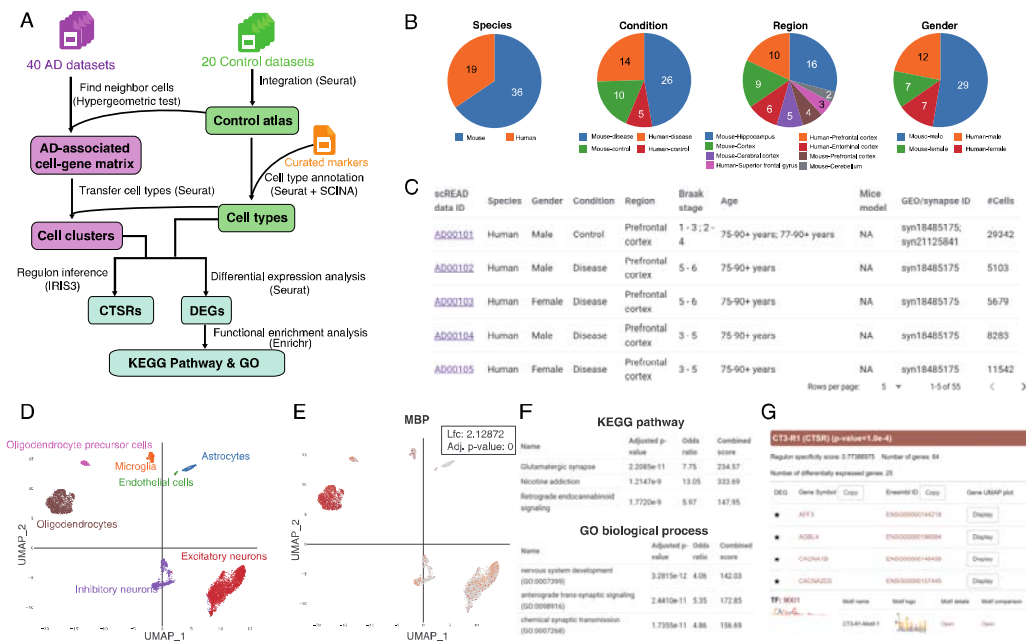 A
40 AD datasets
20 Control datasets
Find neighbor cells
(Hypergeometric test)
Integration (Seurat)
Control atlas
AD-associated
cell-gene matrix
Curated markers
Cell type annotation
(Seurat + SCINA)
Transfer cell types (Seurat)
Cell types
Cell clusters
Regulon inference
(IRIS3)
Differential expression analysis
(Seurat)
CTSRs
DEGs
Functional enrichment analysis
(Enrichr)
KEGG Pathway & GO
B
Species
19
36
Mouse
Human
Condition
14
26
10
5
Mouse-disease
Human-disease
Mouse-control
Human-control
Region
10
16
9
2
3
6
5
4
Mouse-Hippocampus
Human-Prefrontal cortex
Mouse-Cortex
Human-Entorhinal cortex
Mouse-Cerebral cortex
Mouse-Prefrontal cortex
Human-Superior frontal gyrus
Mouse-Cerebellum
Gender
12
7
29
7
Mouse-male
Human-male
Mouse-female
Human-female
C
scREAD data ID Species Gender Condition Region Braak stage Age Mice model GEO/synapse ID #Cells
AD00101 Human Male Control Prefrontal cortex 1 - 3 ; 2 - 4 75-90+ years; 77-90+ years NA syn18485175; syn21125841 29342
AD00102 Human Male Disease Prefrontal cortex 5 - 6 75-90+ years NA syn18485175 5103
AD00103 Human Female Disease Prefrontal cortex 5 - 6 75-90+ years NA syn18485175 5679
AD00104 Human Male Disease Prefrontal cortex 3 - 5 75-90+ years NA syn18485175 8283
AD00105 Human Female Disease Prefrontal cortex 3 - 5 75-90+ years NA syn18485175 11542
Rows per page: 5 1-5 of 55
D
Oligodendrocyte precursor cells
Microglia
Astrocytes
Endothelial cells
Oligodendrocytes
Excitatory neurons
Inhibitory neurons
UMAP_2
UMAP_1
E
MBP
Lfc: 2.12872
Adj. p-value: 0
UMAP_2
UMAP_1
F
KEGG pathway
Name Adjusted p-value Odds ratio Combined score
Glutamatergic synapse 2.2085e-11 7.75 234.57
Nicotine addiction 1.2147e-9 13.05 333.69
Retrograde endocannabinoid signaling 1.7720e-9 5.97 147.95
GO biological process
Name Adjusted p-value Odds ratio Combined score
nervous system development (GO:0007399) 3.2815e-12 4.06 142.03
anterograde trans-synaptic signaling (GO:0098916) 2.4410e-11 5.35 172.85
chemical synaptic transmission (GO:0007268) 1.7355e-11 4.86 156.69
G
CT3-R1 (CTSR) (p-value<1.0e-4)
Regulon specificity score: 0.77388975 Number of genes: 64
Number of differentially expressed genes: 25
DEG Gene Symbol Copy Ensembl ID Copy Gene UMAP plot
★ AFF3 ENSG00000144218 Display
★ AGBL4 Display
★ CACNA1B Display
★ CACNA2D3 ENSG00000157445 Display
Motif name Motif logo Motif details Motif comparison
CT3-R1-Motif-1 Open Open